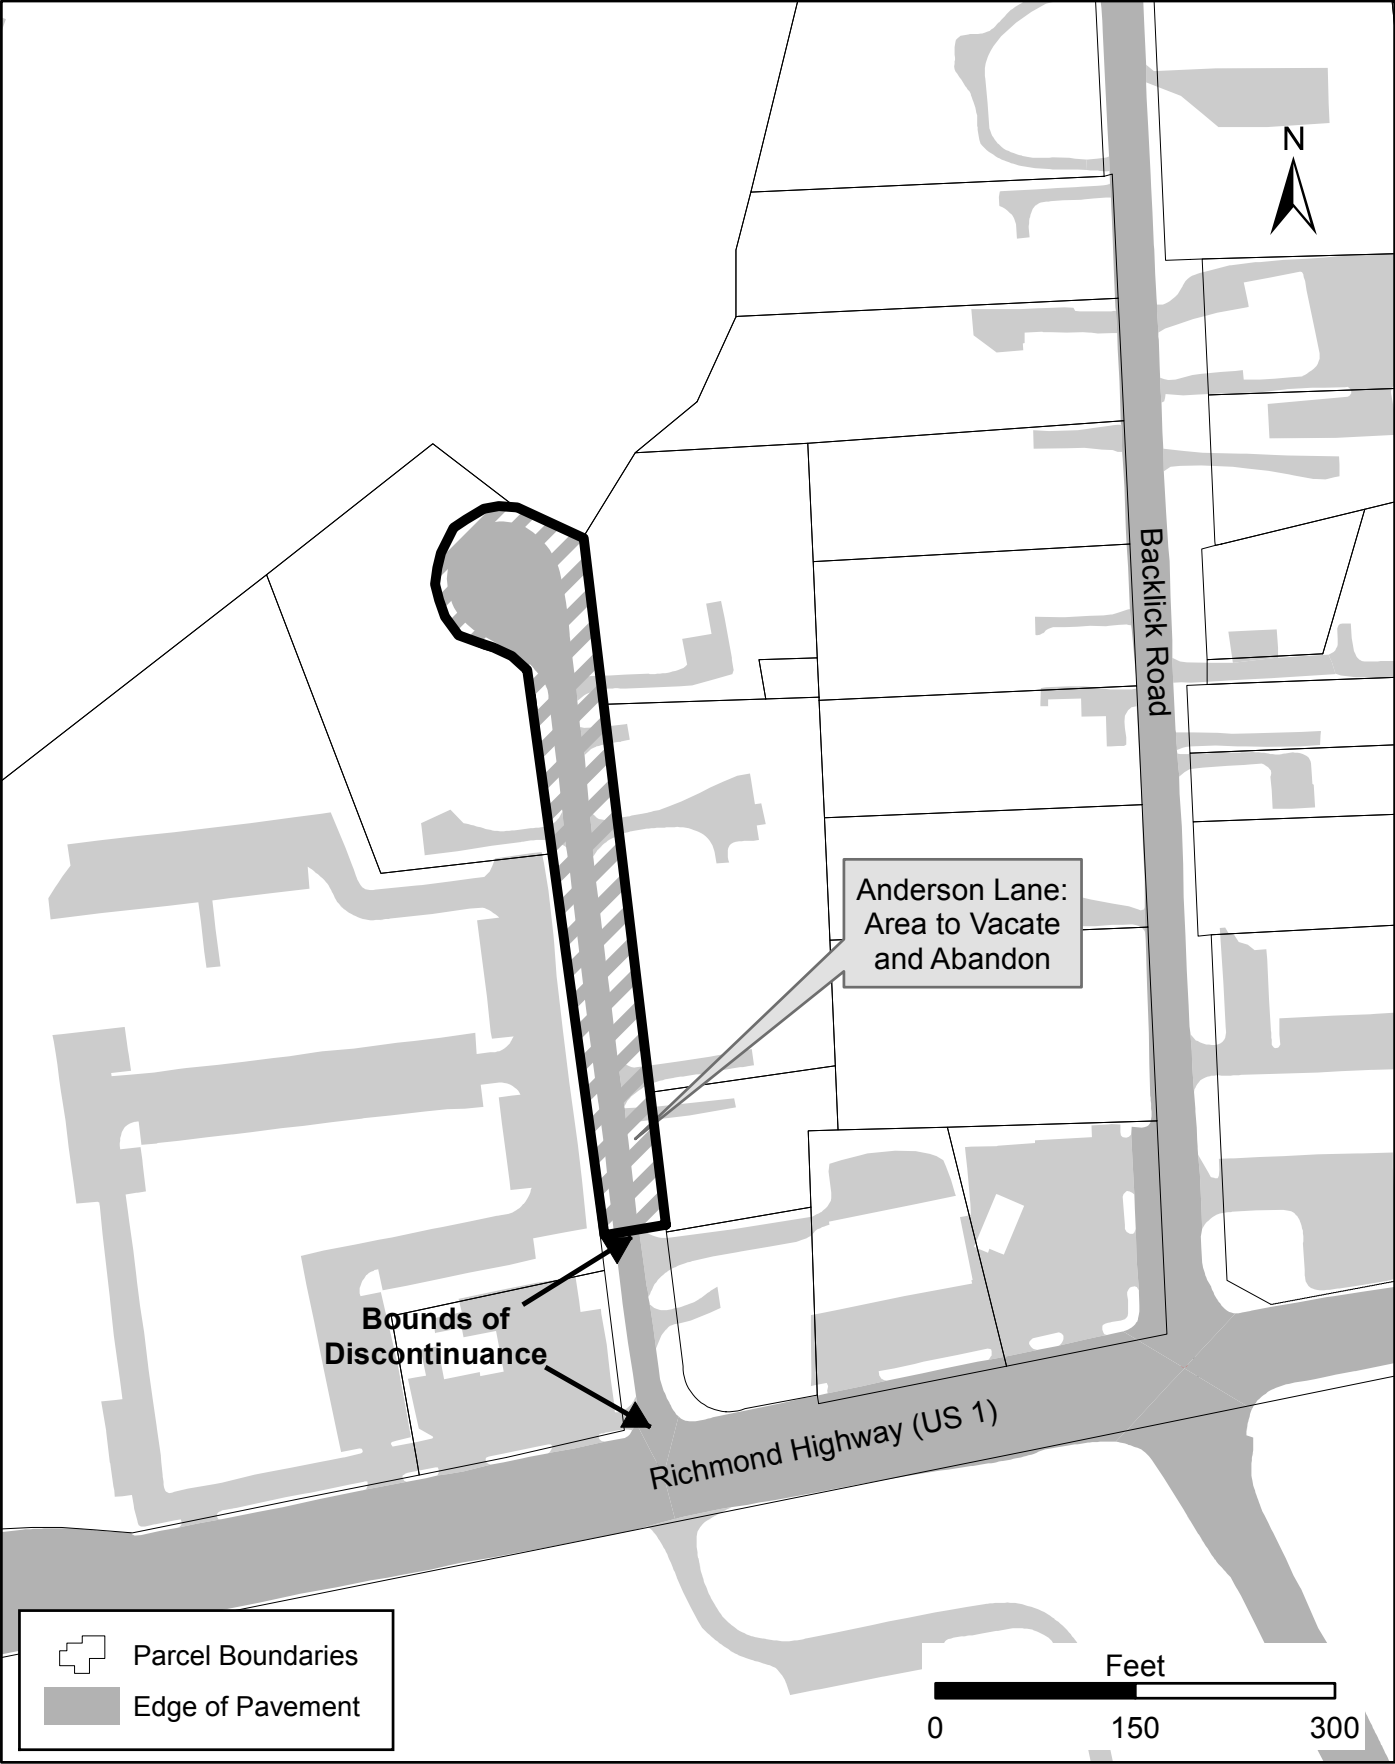 N
Backlick Road
Anderson Lane:
Area to Vacate
and Abandon
Bounds of
Discontinuance
Richmond Highway (US 1)
Parcel Boundaries
Edge of Pavement
Feet
0 150 300